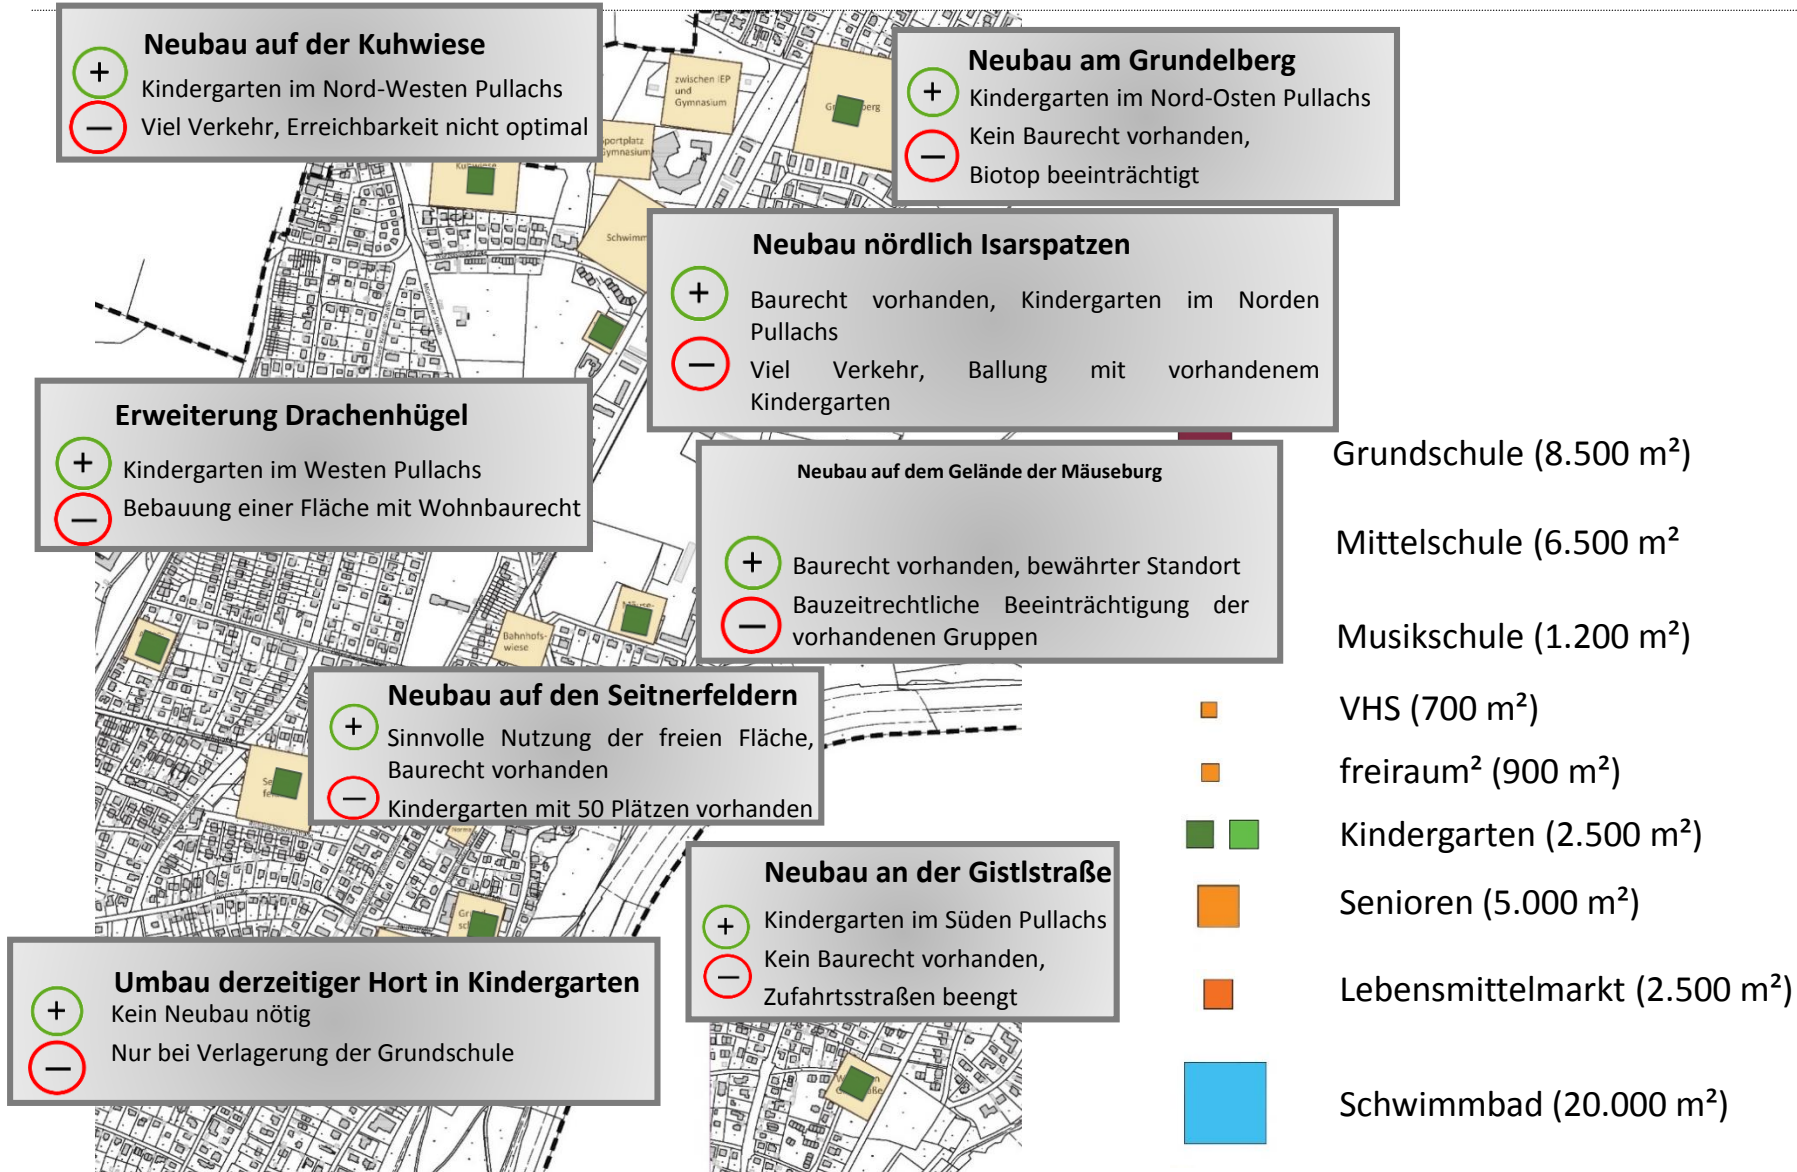 Neubau auf der Kuhwiese
+
Kindergarten im Nord-Westen Pullachs
–
Viel Verkehr, Erreichbarkeit nicht optimal
zwischen IEP
und
Gymnasium
Sportplatz
Gymnasium
Schwimm
Neubau am Grundelberg
+
Kindergarten im Nord-Osten Pullachs
–
Kein Baurecht vorhanden,
Biotop beeinträchtigt
Neubau nördlich Isarspatzen
+
Baurecht vorhanden, Kindergarten im Norden
Pullachs
–
Viel Verkehr, Ballung mit vorhandenem
Kindergarten
Erweiterung Drachenhügel
+
Kindergarten im Westen Pullachs
–
Bebauung einer Fläche mit Wohnbaurecht
Neubau auf dem Gelände der Mäuseburg
+
Baurecht vorhanden, bewährter Standort
–
Bauzeitrechtliche Beeinträchtigung der
vorhandenen Gruppen
Bahnhofs-
wiese
Neubau auf den Seitnerfeldern
+
Sinnvolle Nutzung der freien Fläche,
Baurecht vorhanden
–
Kindergarten mit 50 Plätzen vorhanden
Neubau an der Gistlstraße
+
Kindergarten im Süden Pullachs
–
Kein Baurecht vorhanden,
Zufahrtsstraßen beengt
Umbau derzeitiger Hort in Kindergarten
+
Kein Neubau nötig
–
Nur bei Verlagerung der Grundschule
Grundschule (8.500 m²)
Mittelschule (6.500 m²
Musikschule (1.200 m²)
VHS (700 m²)
freiraum² (900 m²)
Kindergarten (2.500 m²)
Senioren (5.000 m²)
Lebensmittelmarkt (2.500 m²)
Schwimmbad (20.000 m²)